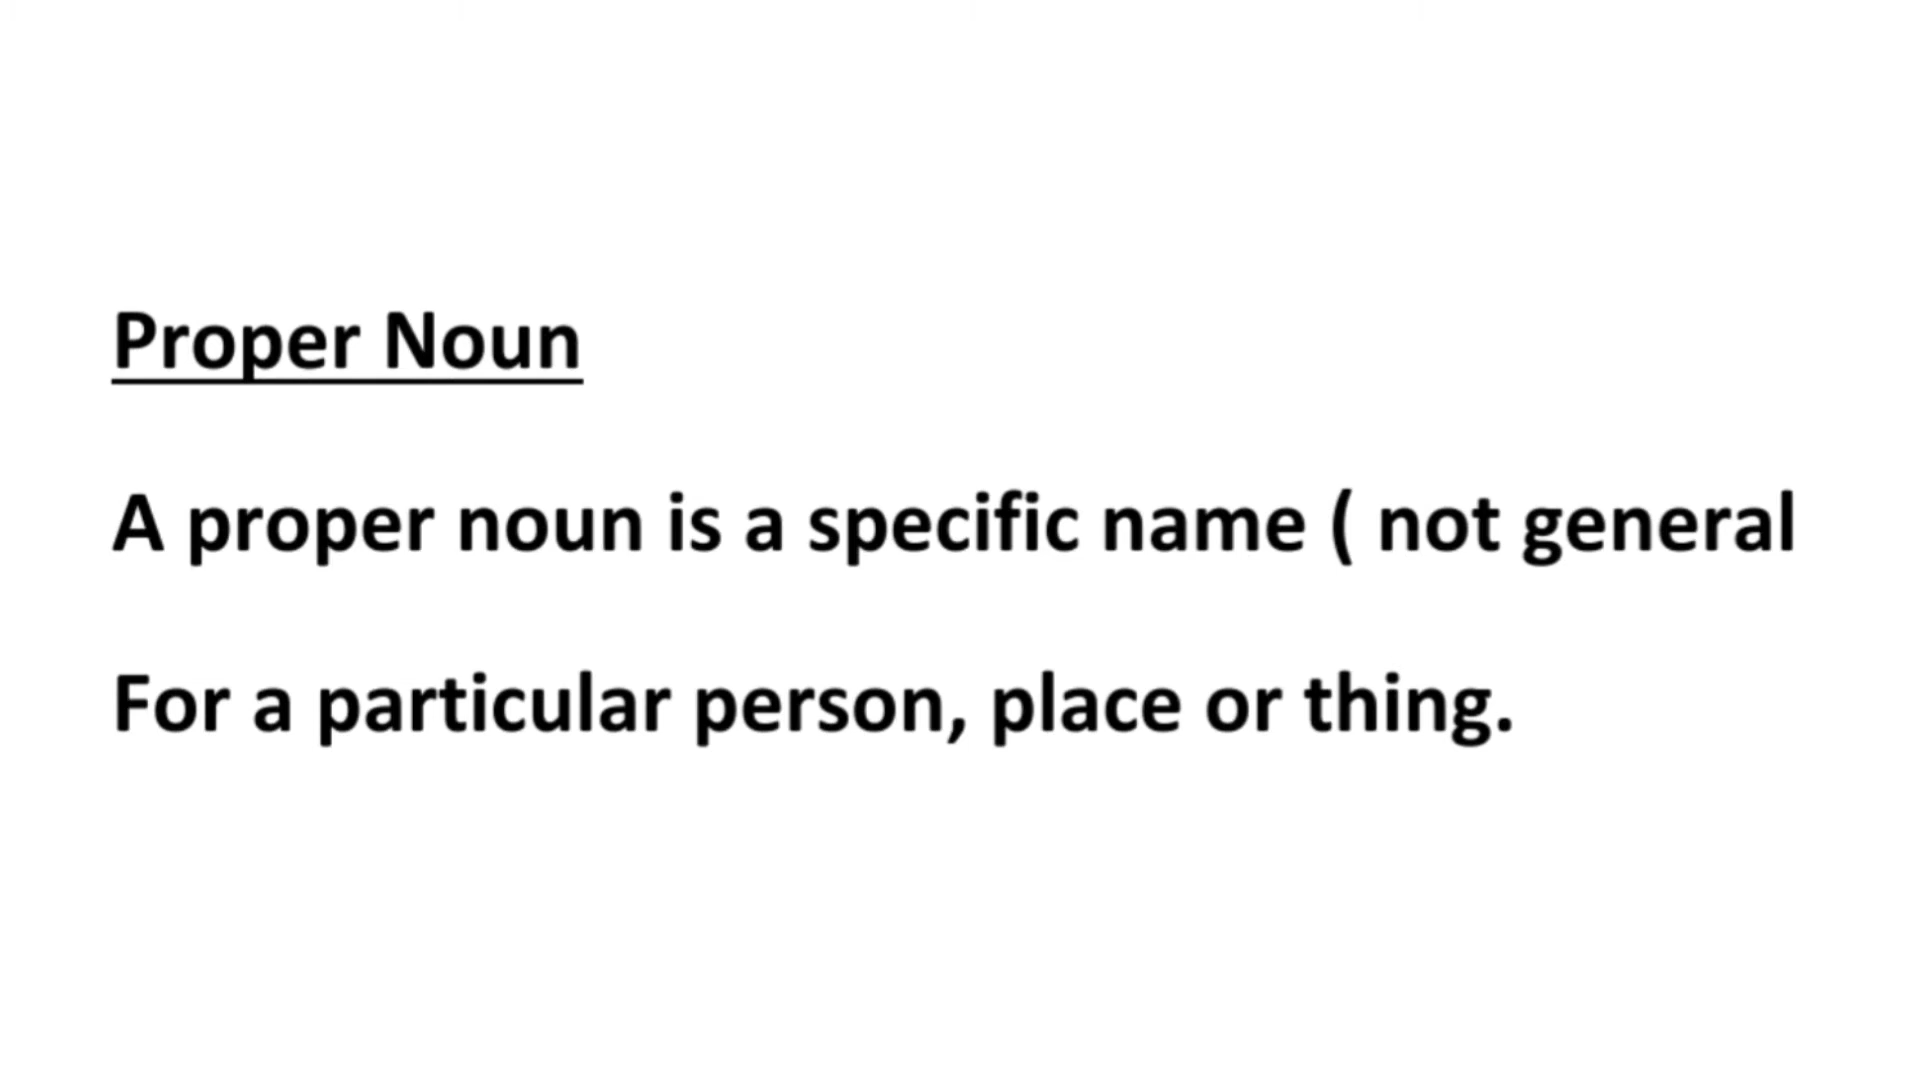 Proper Noun
A proper noun is a specific name ( not general
For a particular person, place or thing.